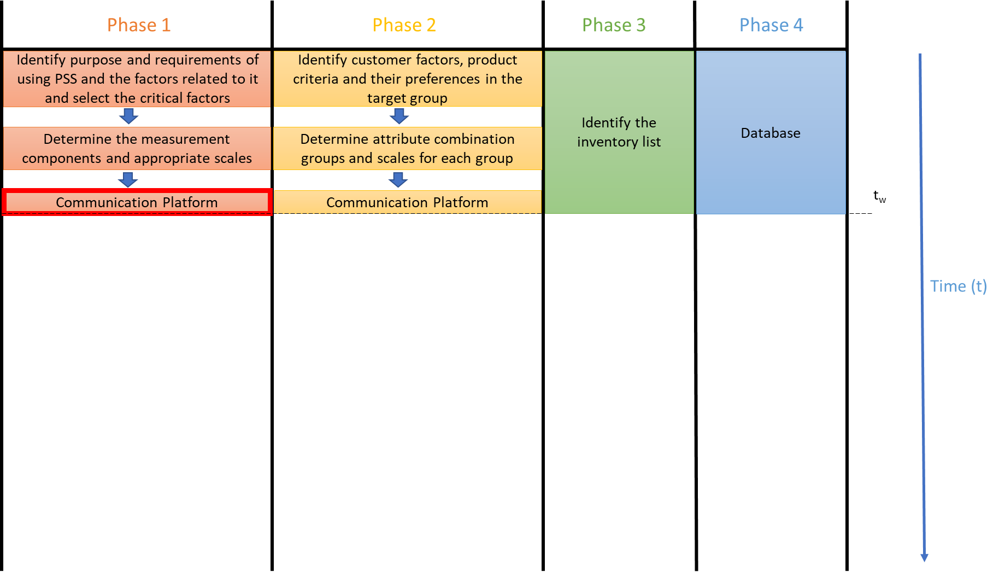 Phase 1
Phase 2
Phase 3
Phase 4
Identify purpose and requirements of
using PSS and the factors related to it
and select the critical factors
Determine the measurement
components and appropriate scales
Communication Platform
Identify customer factors, product
criteria and their preferences in the
target group
Determine attribute combination
groups and scales for each group
Communication Platform
Identify the
inventory list
Database
tw
Time (t)